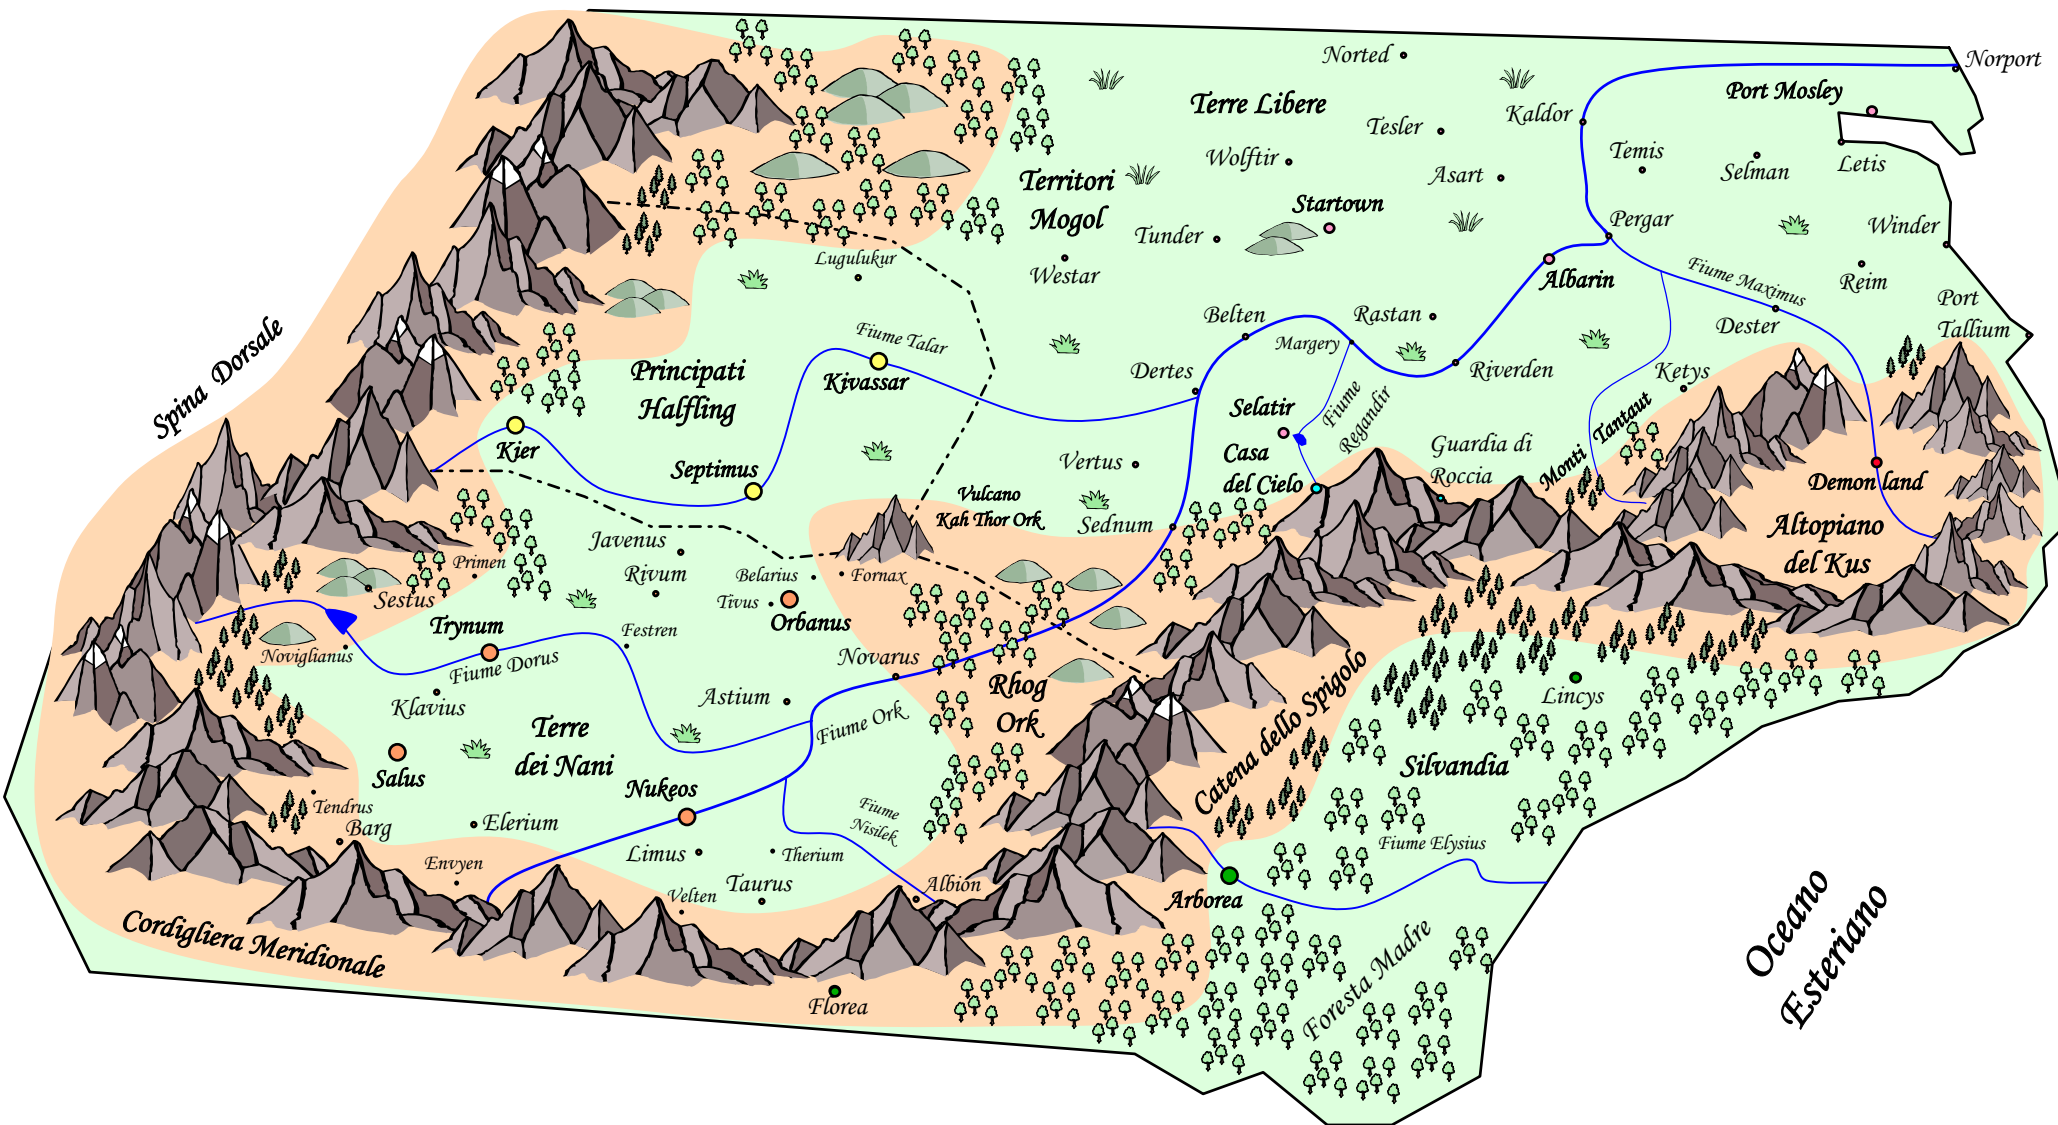 Norted
Norport
Port Mosley
Terre Libere
Kaldor
Tesler
Temis
Wolftir
Selman
Letis
Asart
Territori
Mogol
Startown
Pergar
Winder
Tunder
Lugulukur
Westar
Albarin
Fiume Maximus
Reim
Port
Tallium
Belten
Rastan
Dester
Fiume Talar
Margery
Spina Dorsale
Principati
Halfling
Kivassar
Dertes
Riverden
Ketys
Selatir
Fiume
Regandir
Monti Tantaut
Kier
Casa
del Cielo
Guardia di
Roccia
Septimus
Vertus
Demonland
Vulcano
Kah Thor Ork
Sednum
Altopiano
del Kus
Javenus
Primen
Rivum
Belarius
Fornax
Sestus
Tivus
Orbanus
Trynum
Festren
Noviglianus
Fiume Dorus
Novarus
Rhog
Ork
Lincys
Klavius
Astium
Fiume Ork
Catena dello Spigolo
Terre
dei Nani
Silvandia
Salus
Nukeos
Tendrus
Barg
Elerium
Fiume
Nisilek
Fiume Elysius
Limus
Therium
Envyen
Velten
Taurus
Albion
Arborea
Cordigliera Meridionale
Foresta Madre
Florea
Oceano
Esteriano